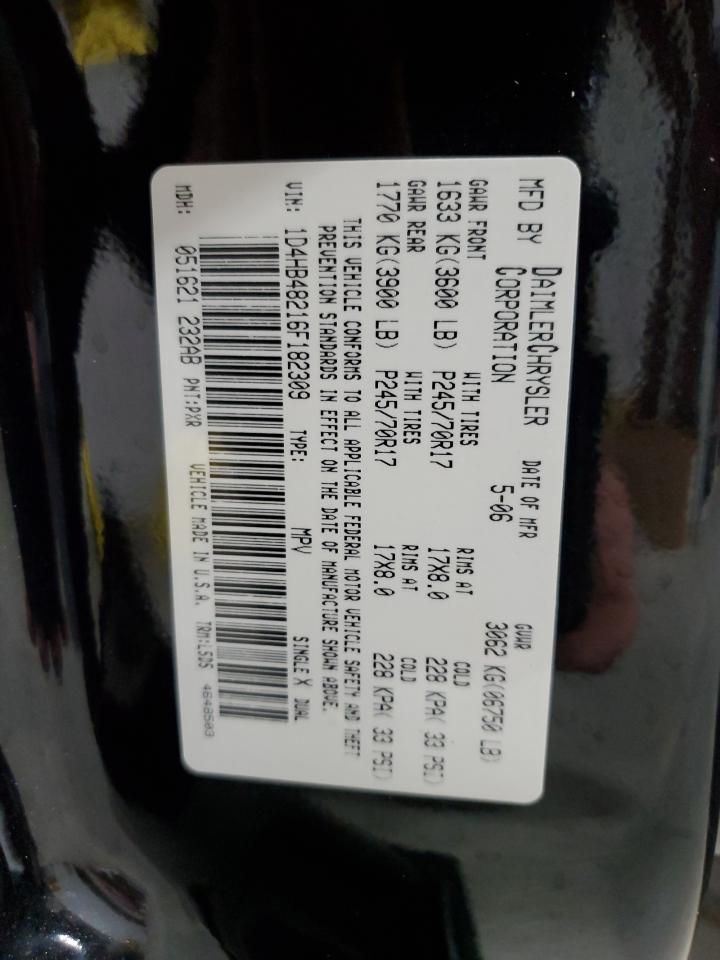 MFD BY DAIMLERCHRYSLER CORPORATION DATE OF MFR 5-06 GVWR 3062 KG(06750 LB)
GAWR FRONT WITH TIRES RIMS AT COLD
1633 KG(3600 LB) P245/70R17 17X8.0 228 KPA( 33 PSI)
GAWR REAR WITH TIRES RIMS AT COLD
1770 KG(3900 LB) P245/70R17 17X8.0 228 KPA( 33 PSI)
THIS VEHICLE CONFORMS TO ALL APPLICABLE FEDERAL MOTOR VEHICLE SAFETY AND THEFT
PREVENTION STANDARDS IN EFFECT ON THE DATE OF MANUFACTURE SHOWN ABOVE.
VIN: 1D4HB48216F182309 TYPE: MPV SINGLE X DUAL
MDH: 051621 232AB PNT:PXR VEHICLE MADE IN U.S.A. TRM:L5D5 4648503